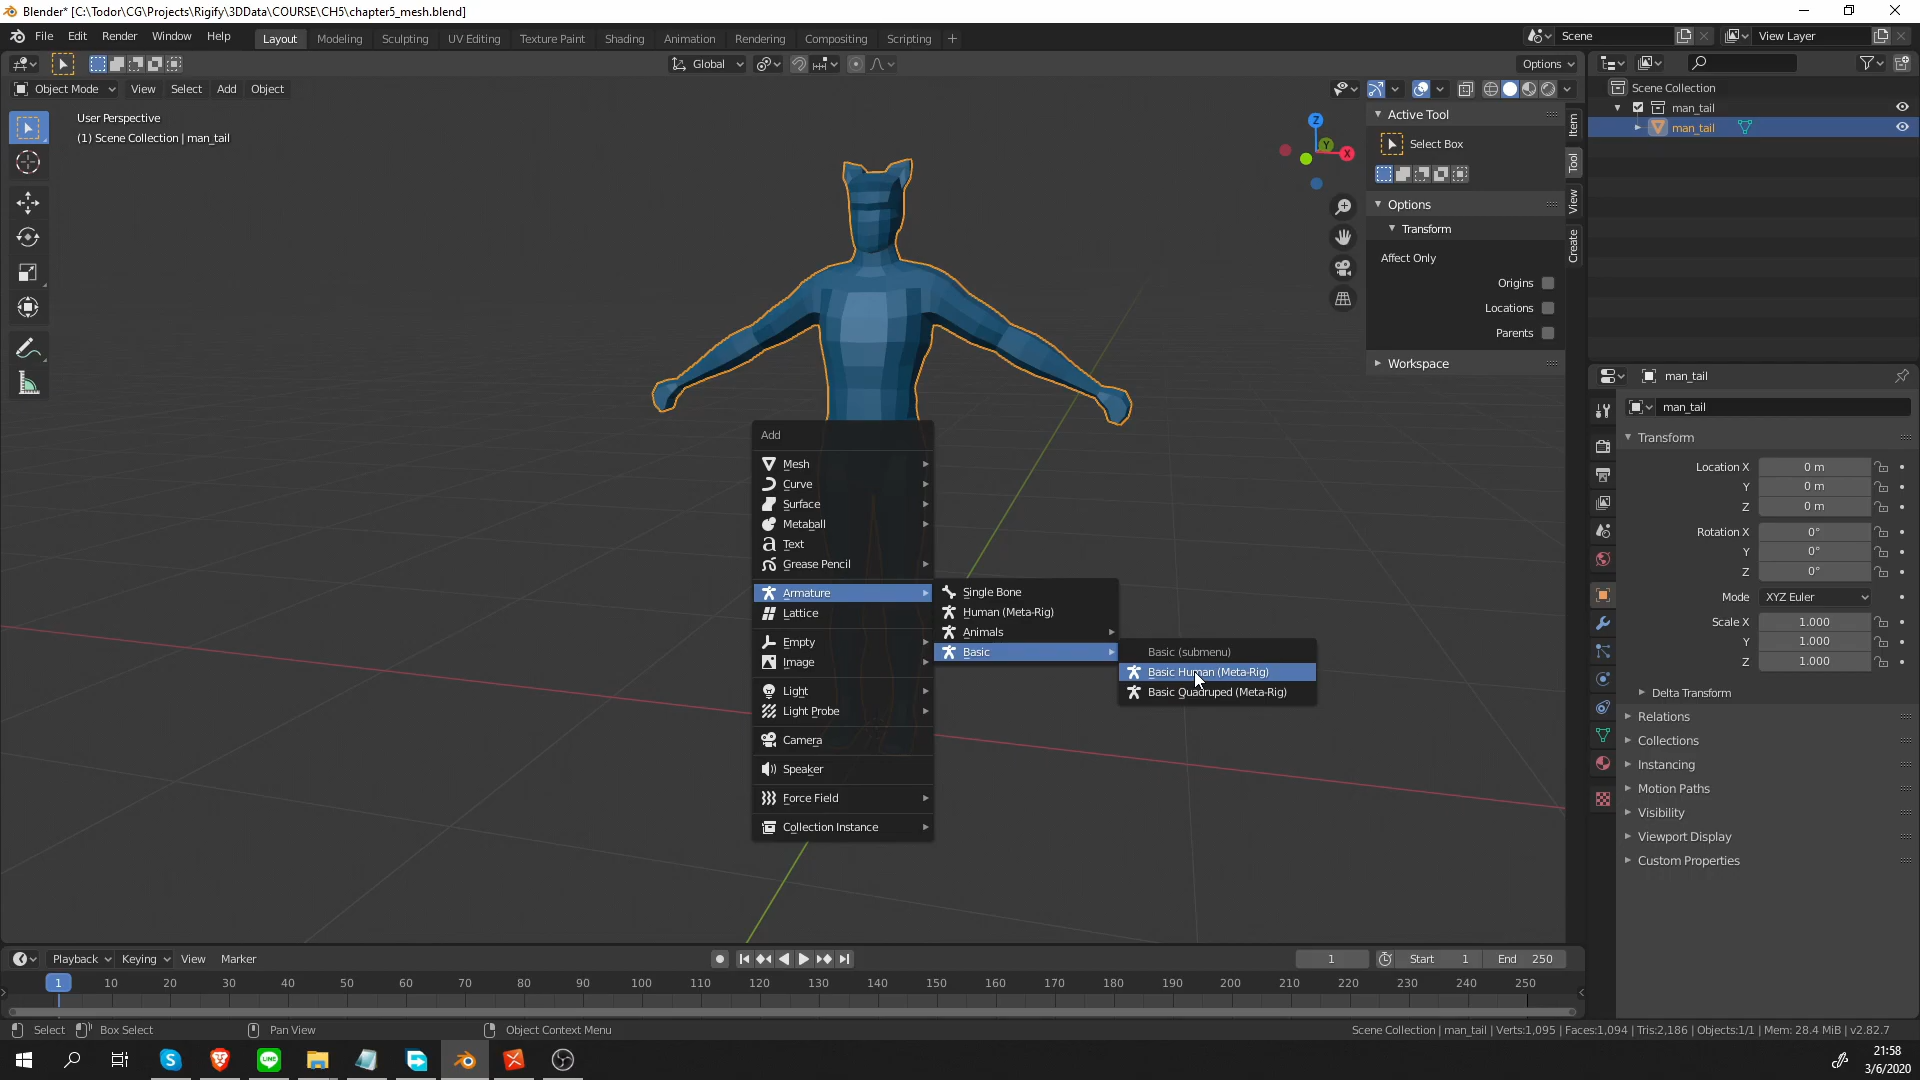 Blender* [C:\Todor\CG\Projects\Rigify\3DData\COURSE\CH5\chapter5_mesh.blend]
File Edit Render Window Help Layout Modeling Sculpting UV Editing Texture Paint Shading Animation Rendering Compositing Scripting + Scene View Layer
Global Options
Object Mode View Select Add Object
User Perspective
(1) Scene Collection | man_tail
Z
Y
X
Active Tool
Select Box
Options
Transform
Affect Only
Origins
Locations
Parents
Workspace
Item
Tool
View
Create
Scene Collection
man_tail
man_tail
man_tail
man_tail
Transform
Location X 0 m
Y 0 m
Z 0 m
Rotation X 0°
Y 0°
Z 0°
Mode XYZ Euler
Scale X 1.000
Y 1.000
Z 1.000
Delta Transform
Relations
Collections
Instancing
Motion Paths
Visibility
Viewport Display
Custom Properties
Add
Mesh
Curve
Surface
Metaball
Text
Grease Pencil
Armature
Lattice
Empty
Image
Light
Light Probe
Camera
Speaker
Force Field
Collection Instance
Single Bone
Human (Meta-Rig)
Animals
Basic
Basic (submenu)
Basic Human (Meta-Rig)
Basic Quadruped (Meta-Rig)
Playback Keying View Marker 1 Start 1 End 250
1 10 20 30 40 50 60 70 80 90 100 110 120 130 140 150 160 170 180 190 200 210 220 230 240 250
Select Box Select Pan View Object Context Menu Scene Collection | man_tail | Verts:1,095 | Faces:1,094 | Tris:2,186 | Objects:1/1 | Mem: 28.4 MiB | v2.82.7
21:58
3/6/2020